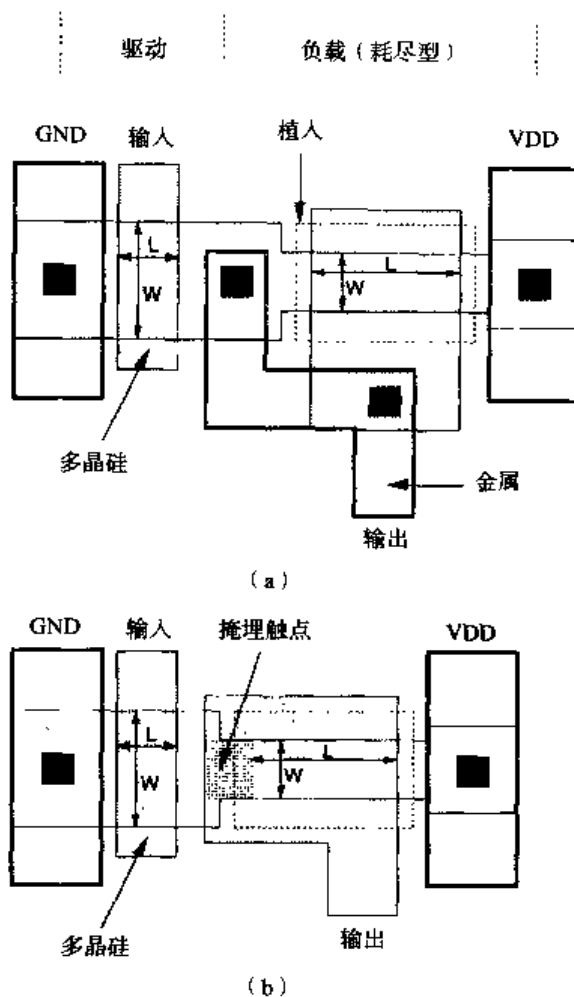 驱动 负载（耗尽型）
GND 输入 植入 VDD
L
W
L
W
多晶硅
金属
输出
（a）
GND 输入 掩埋触点 VDD
L
W
L
W
多晶硅
输出
（b）